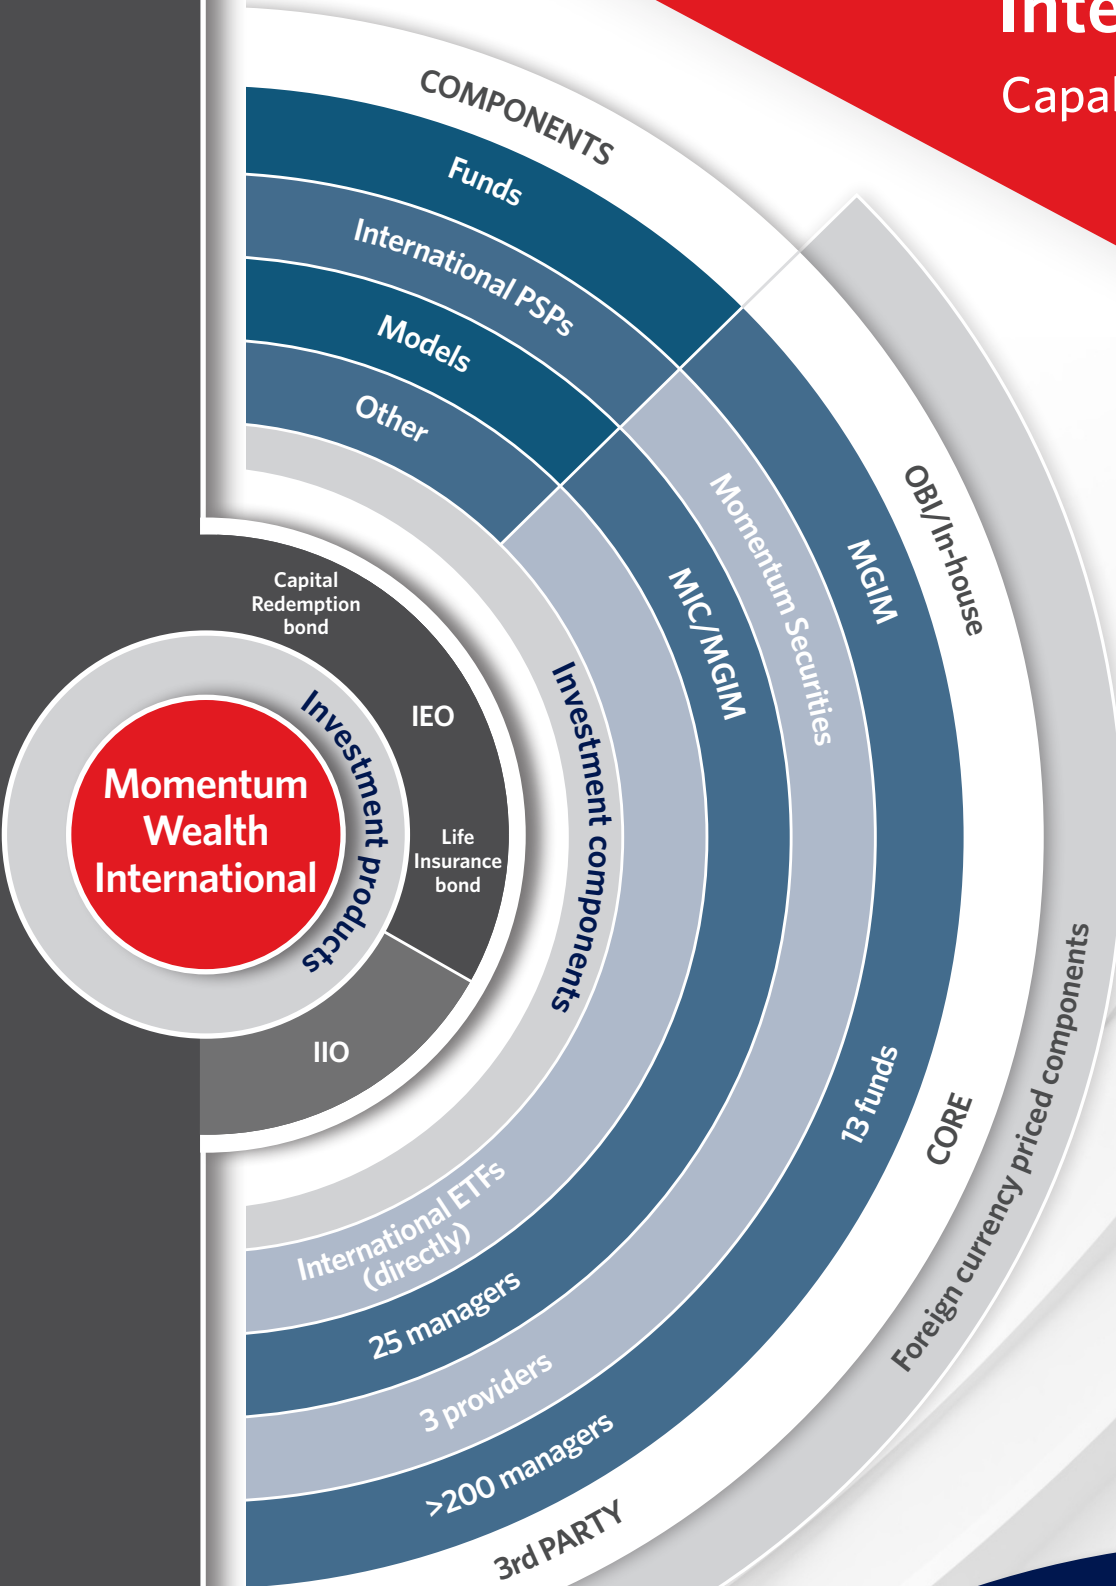 Inte
Capal
COMPONENTS
Funds
International PSPs
Models
Other
OBI/In-house
MGIM
Momentum Securities
MIC/MGIM
Capital
Redemption
bond
IEO
Life
Insurance
bond
IIO
Investment products
Momentum
Wealth
International
Investment components
13 funds
CORE
Foreign currency priced components
International ETFs
(directly)
25 managers
3 providers
>200 managers
3rd PARTY